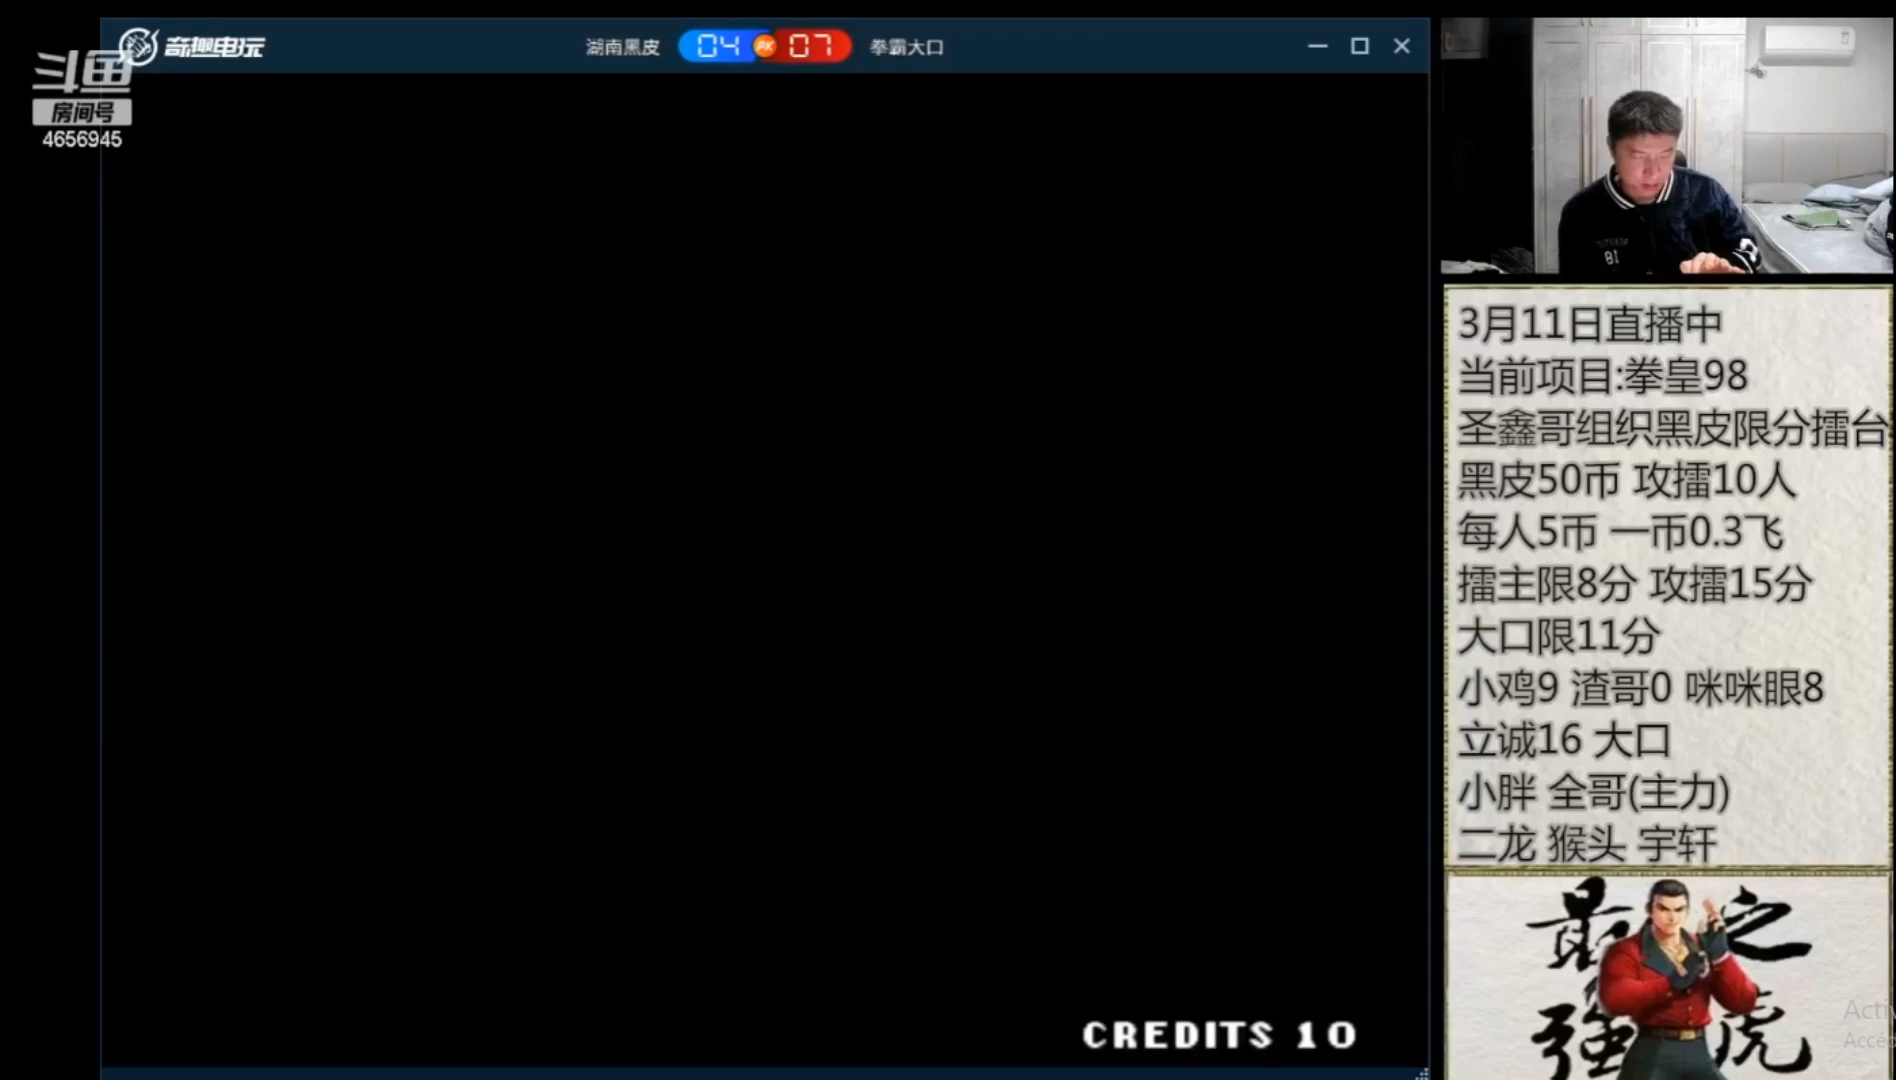 斗鱼
房间号
4656945
奇趣电玩
湖南黑皮 04 PK 07 拳霸大口
CREDITS 10
3月11日直播中
当前项目:拳皇98
圣鑫哥组织黑皮限分擂台
黑皮50币 攻擂10人
每人5币 一币0.3飞
擂主限8分 攻擂15分
大口限11分
小鸡9 渣哥0 咪咪眼8
立诚16 大口
小胖 全哥(主力)
二龙 猴头 宇轩
最 之
强 虎